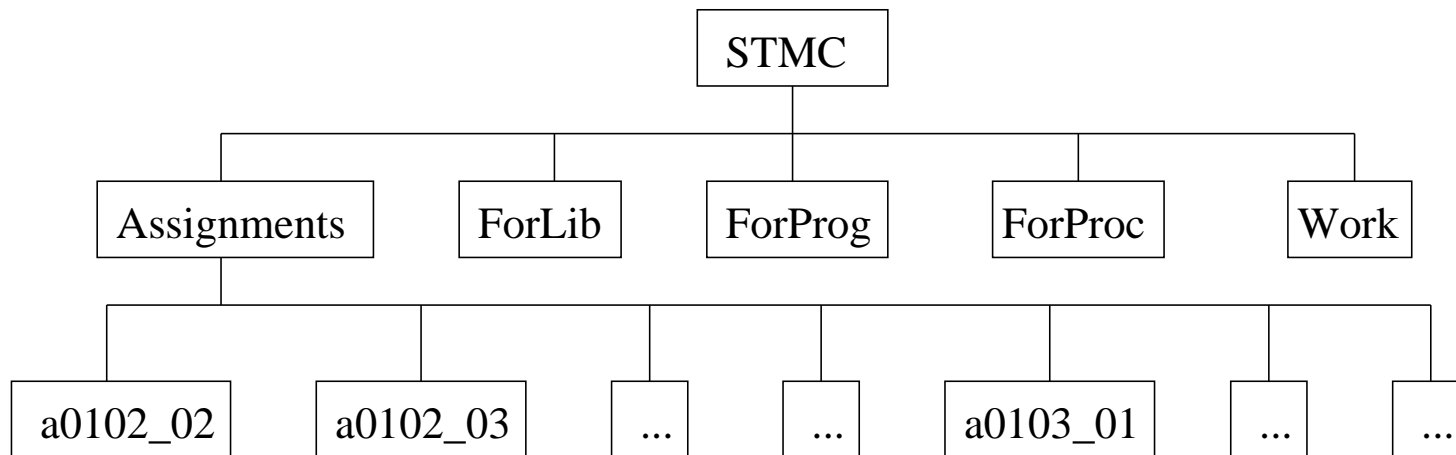 STMC
Assignments ForLib ForProg ForProc Work
a0102_02 a0102_03 ... ... a0103_01 ... ...